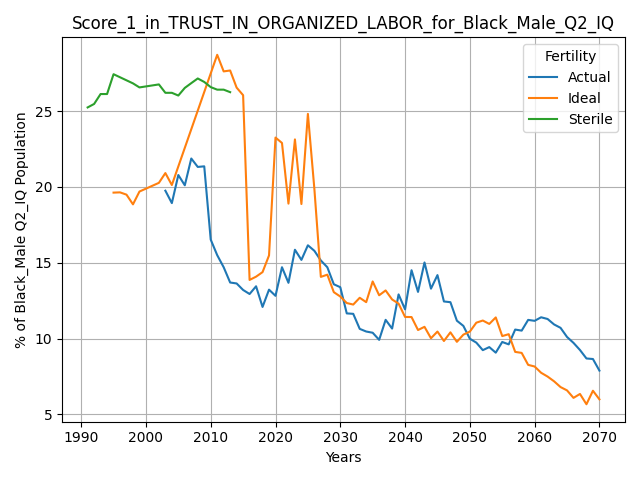 Score_1_in_TRUST_IN_ORGANIZED_LABOR_for_Black_Male_Q2_IQ
Fertility
Actual
Ideal
Sterile
% of Black_Male Q2_IQ Population
25
20
15
10
5
1990 2000 2010 2020 2030 2040 2050 2060 2070
Years